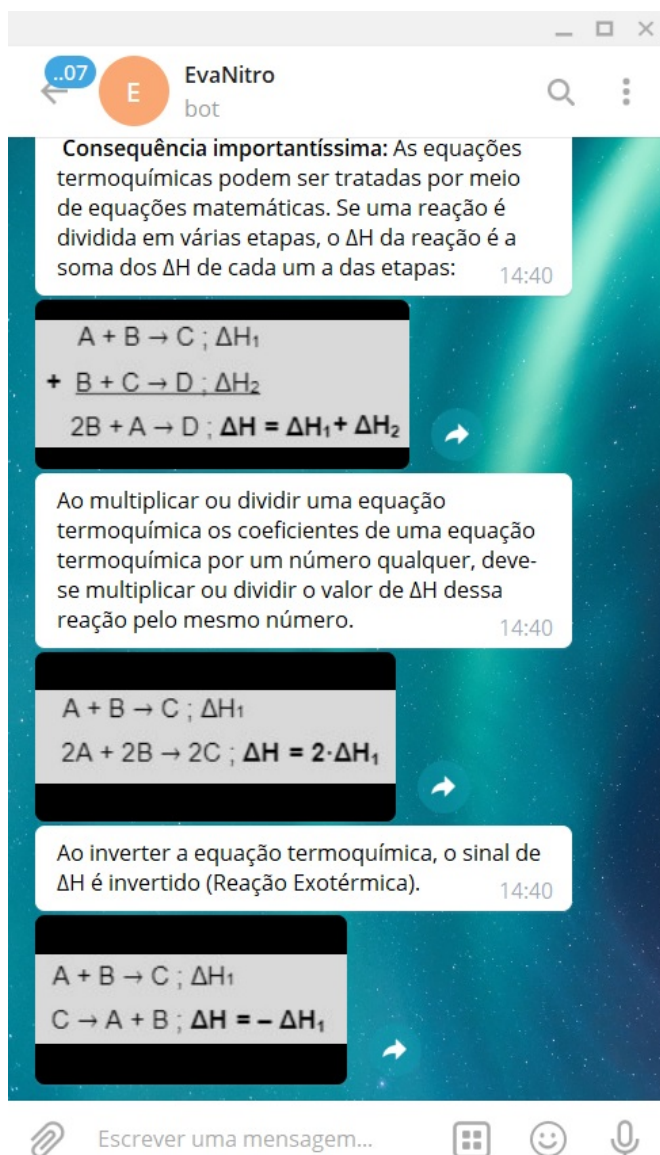 ..07
E
EvaNitro
bot
Consequência importantíssima: As equações
termoquímicas podem ser tratadas por meio
de equações matemáticas. Se uma reação é
dividida em várias etapas, o ΔH da reação é a
soma dos ΔH de cada um a das etapas:
14:40
A + B → C ; ΔH₁
+ B + C → D ; ΔH₂
2B + A → D ; ΔH = ΔH₁+ ΔH₂
Ao multiplicar ou dividir uma equação
termoquímica os coeficientes de uma equação
termoquímica por um número qualquer, deve-
se multiplicar ou dividir o valor de ΔH dessa
reação pelo mesmo número.
14:40
A + B → C ; ΔH₁
2A + 2B → 2C ; ΔH = 2·ΔH₁
Ao inverter a equação termoquímica, o sinal de
ΔH é invertido (Reação Exotérmica).
14:40
A + B → C ; ΔH₁
C → A + B ; ΔH = – ΔH₁
Escrever uma mensagem...